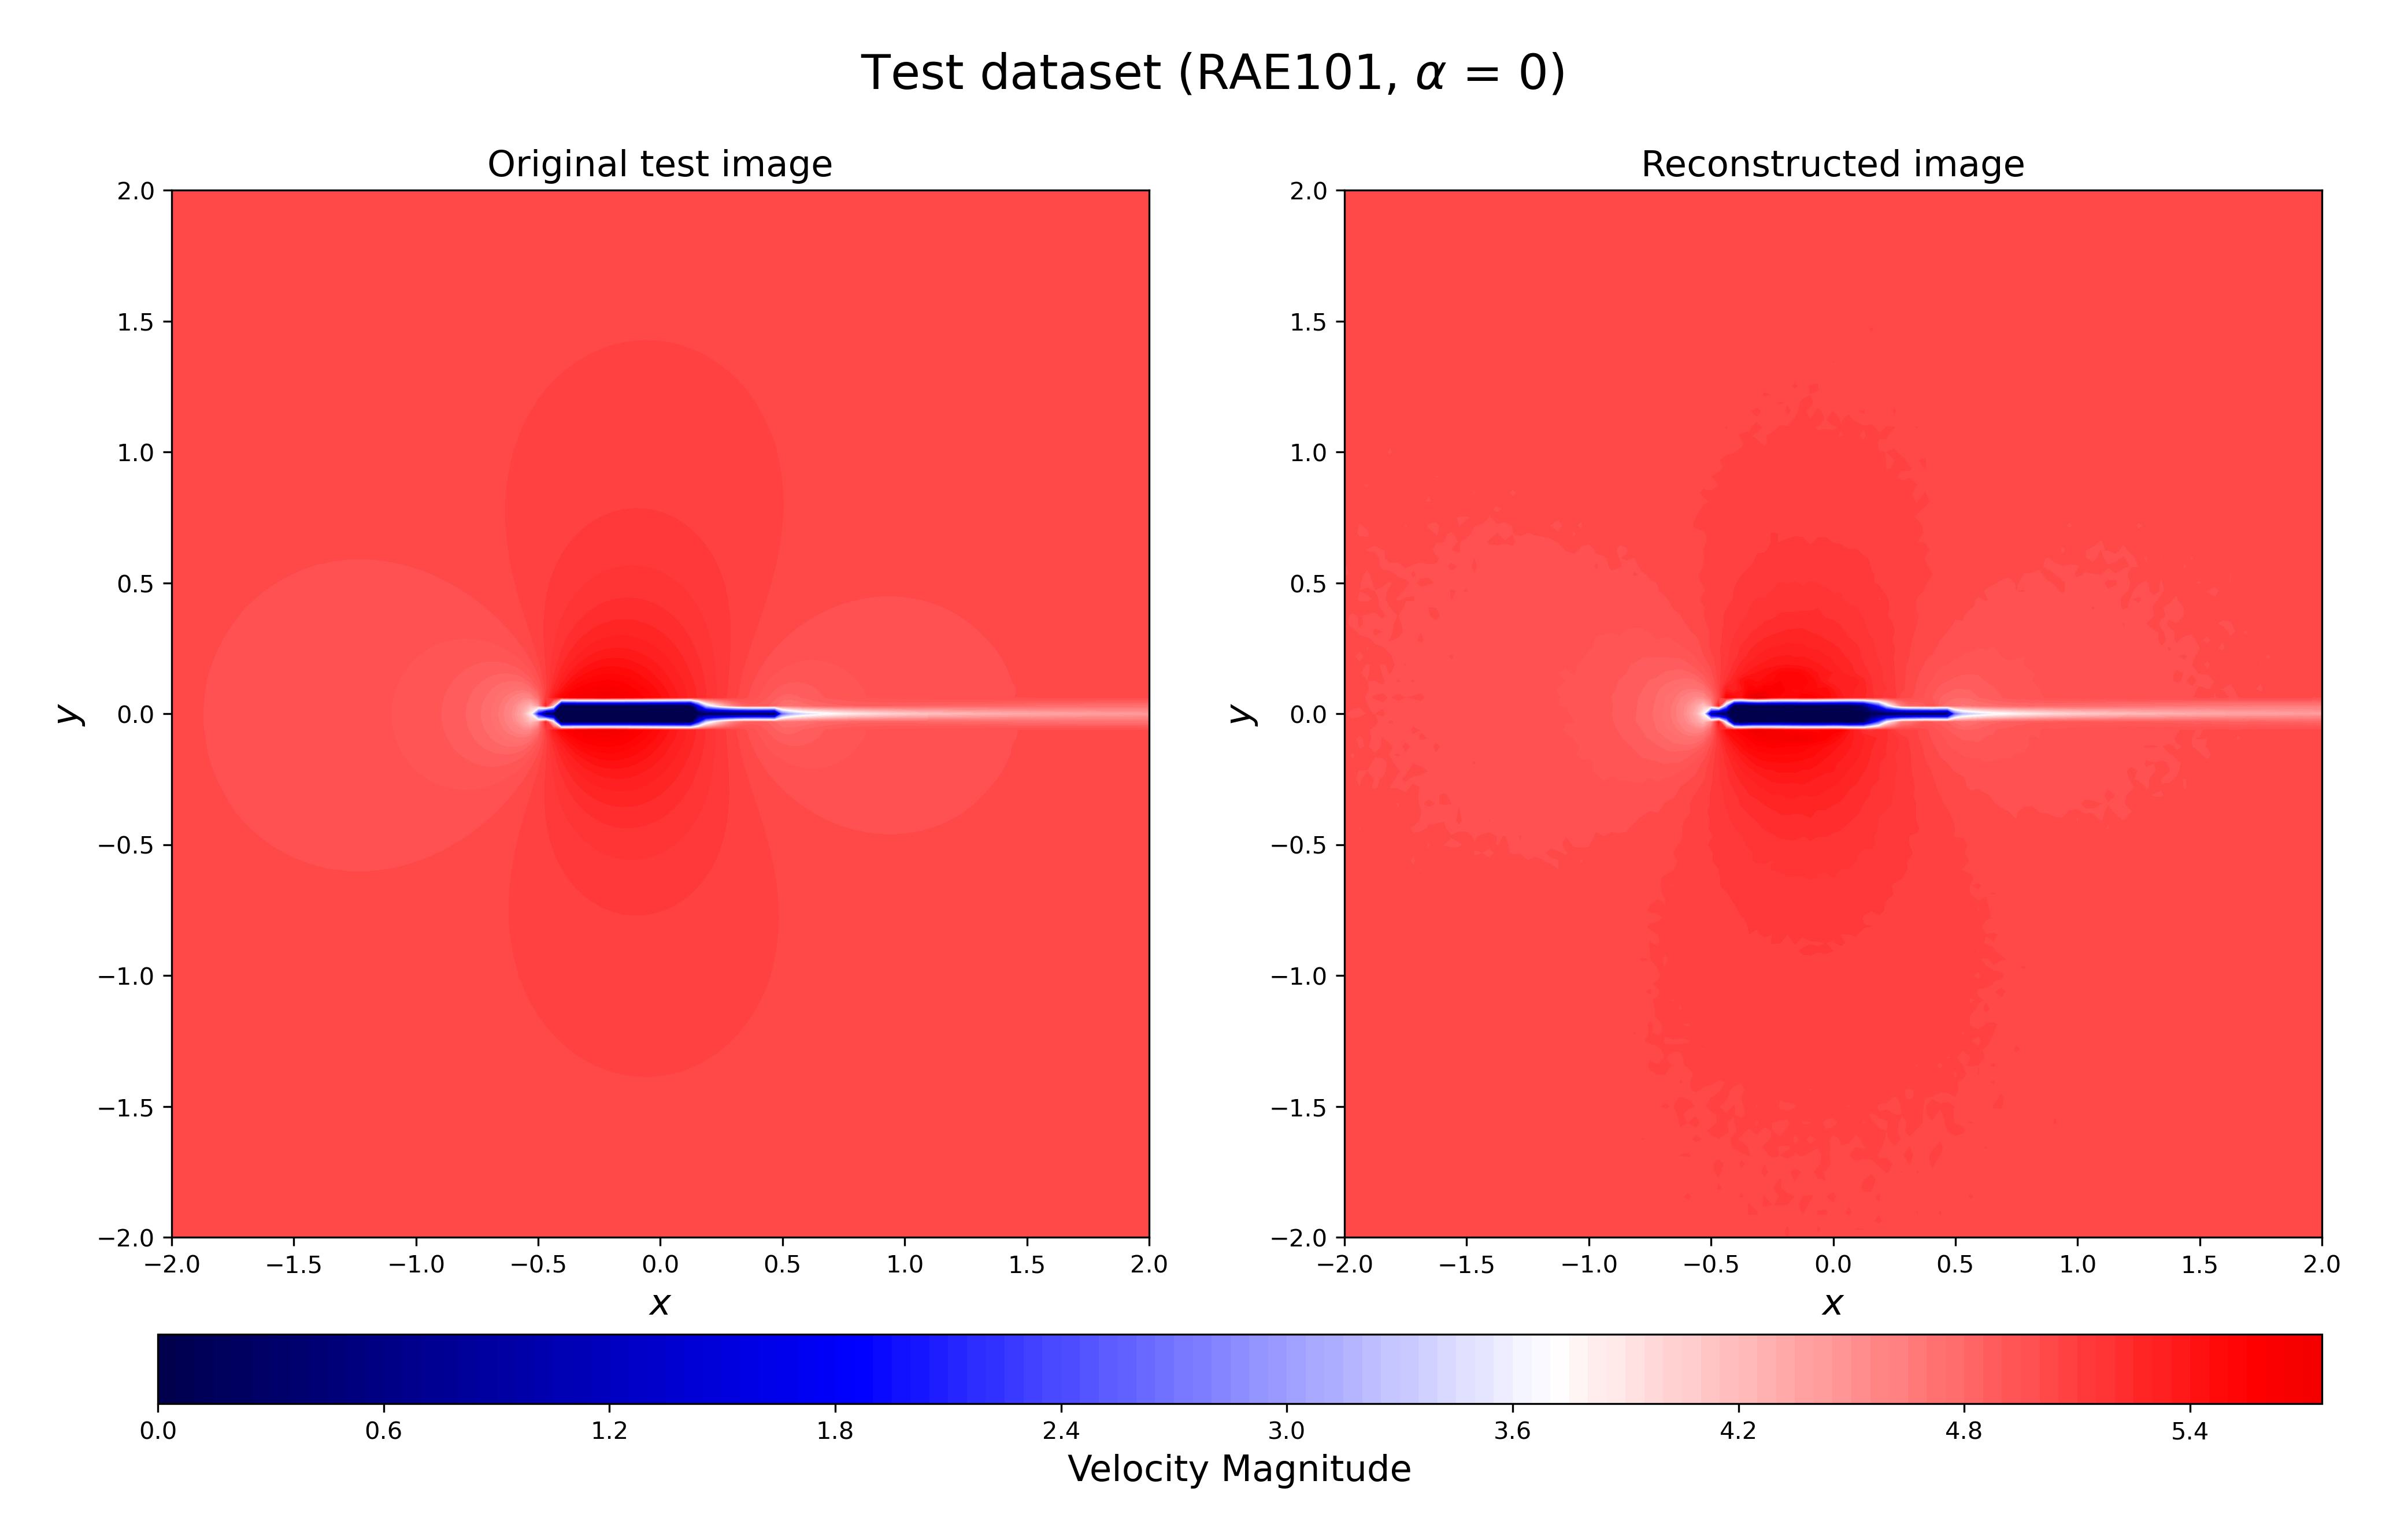 Test dataset (RAE101, α = 0)
Original test image
Reconstructed image
2.0
1.5
1.0
0.5
0.0
−0.5
−1.0
−1.5
−2.0
y
−2.0 −1.5 −1.0 −0.5 0.0 0.5 1.0 1.5 2.0
x
2.0
1.5
1.0
0.5
0.0
−0.5
−1.0
−1.5
−2.0
y
−2.0 −1.5 −1.0 −0.5 0.0 0.5 1.0 1.5 2.0
x
0.0 0.6 1.2 1.8 2.4 3.0 3.6 4.2 4.8 5.4
Velocity Magnitude